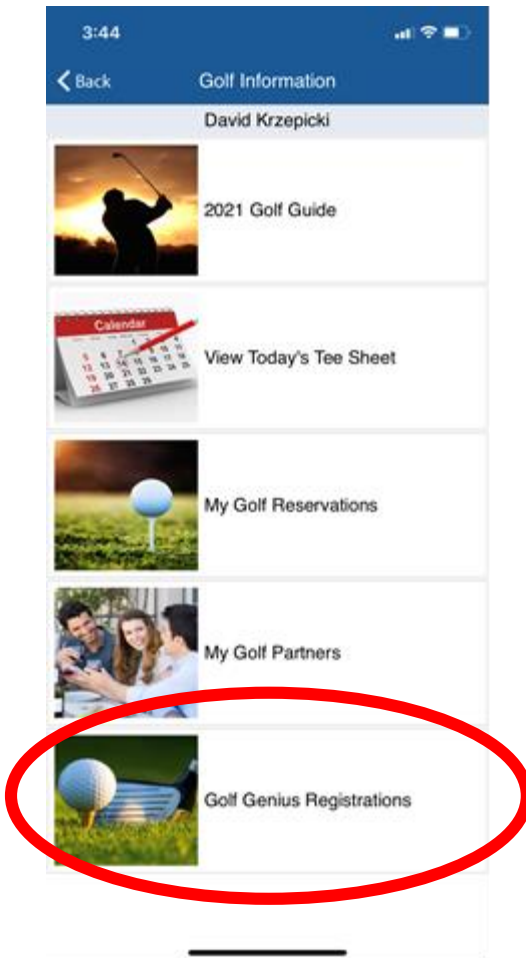 3:44
Back
Golf Information
David Krzepicki
2021 Golf Guide
Calendar
View Today's Tee Sheet
My Golf Reservations
My Golf Partners
Golf Genius Registrations